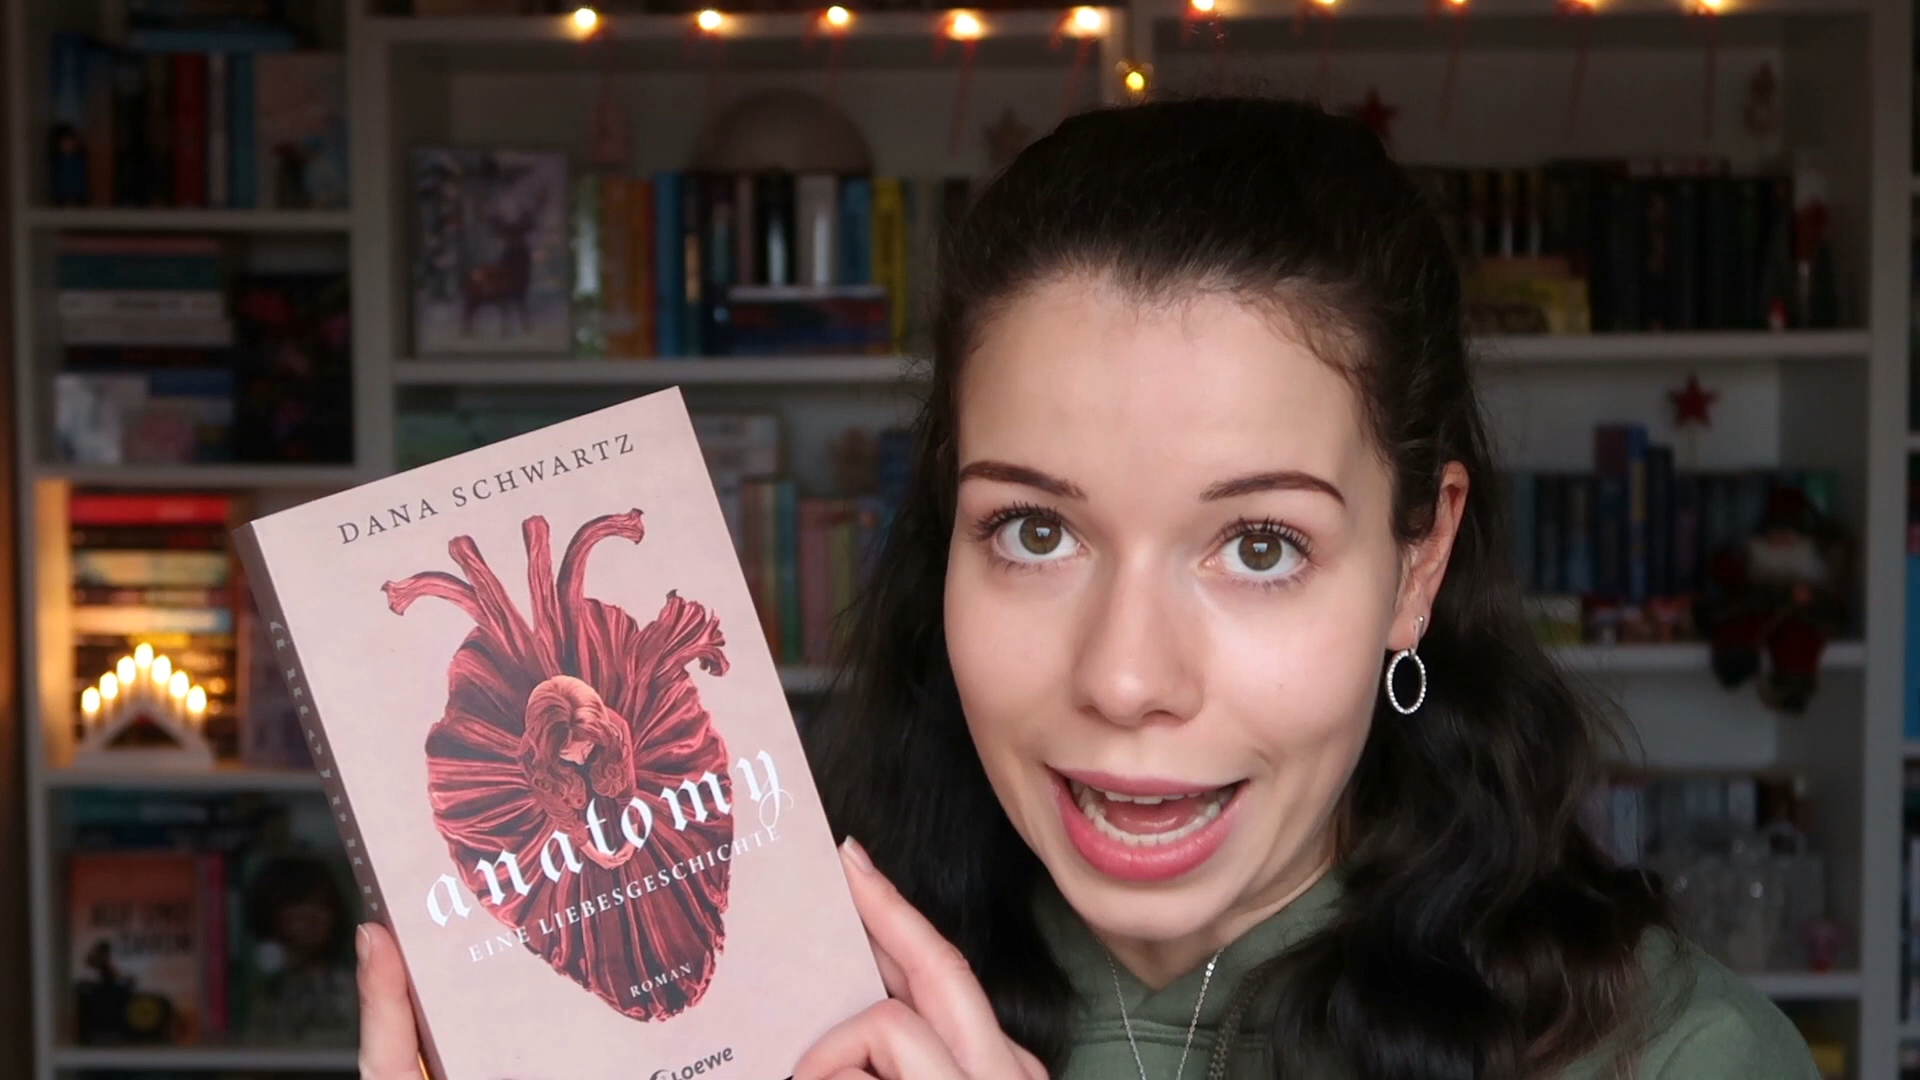 DANA SCHWARTZ
anatomy
EINE LIEBESGESCHICHTE
ROMAN
Loewe